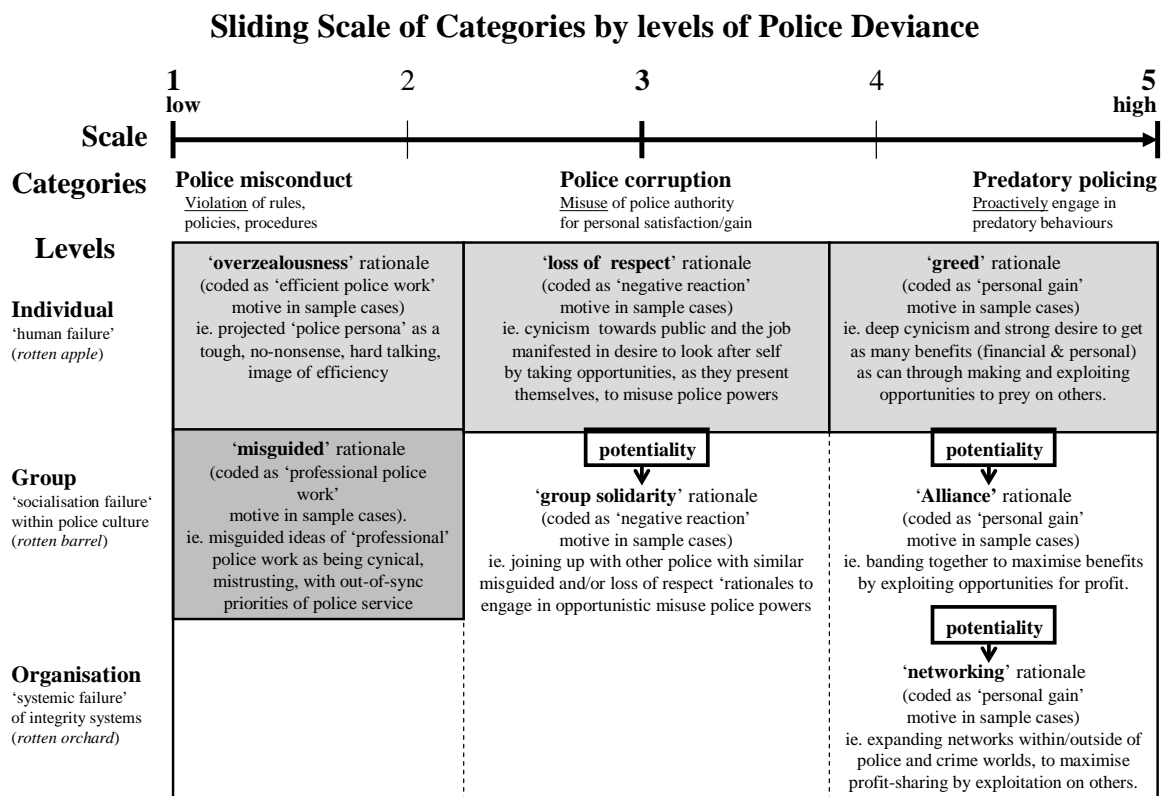 Sliding Scale of Categories by levels of Police Deviance
1 2 3 4 5
low high
Scale
Categories
Police misconduct
Violation of rules,
policies, procedures
Police corruption
Misuse of police authority
for personal satisfaction/gain
Predatory policing
Proactively engage in
predatory behaviours
Levels
Individual
‘human failure’
(rotten apple)
‘overzealousness’ rationale
(coded as ‘efficient police work’
motive in sample cases)
ie. projected ‘police persona’ as a
tough, no-nonsense, hard talking,
image of efficiency
‘loss of respect’ rationale
(coded as ‘negative reaction’
motive in sample cases)
ie. cynicism towards public and the job
manifested in desire to look after self
by taking opportunities, as they present
themselves, to misuse police powers
‘greed’ rationale
(coded as ‘personal gain’
motive in sample cases)
ie. deep cynicism and strong desire to get
as many benefits (financial & personal)
as can through making and exploiting
opportunities to prey on others.
Group
‘socialisation failure‘
within police culture
(rotten barrel)
‘misguided’ rationale
(coded as ‘professional police
work’
motive in sample cases).
ie. misguided ideas of ‘professional’
police work as being cynical,
mistrusting, with out-of-sync
priorities of police service
potentiality
‘group solidarity’ rationale
(coded as ‘negative reaction’
motive in sample cases)
ie. joining up with other police with similar
misguided and/or loss of respect ‘rationales to
engage in opportunistic misuse police powers
potentiality
‘Alliance’ rationale
(coded as ‘personal gain’
motive in sample cases)
ie. banding together to maximise benefits
by exploiting opportunities for profit.
Organisation
‘systemic failure’
of integrity systems
(rotten orchard)
potentiality
‘networking’ rationale
(coded as ‘personal gain’
motive in sample cases)
ie. expanding networks within/outside of
police and crime worlds, to maximise
profit-sharing by exploitation on others.